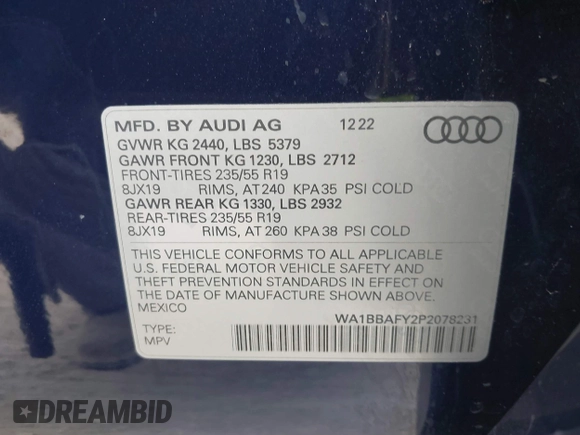 MFD. BY AUDI AG 12 22
GVWR KG 2440, LBS 5379
GAWR FRONT KG 1230, LBS 2712
FRONT-TIRES 235/55 R19
8JX19 RIMS, AT 240 KPA 35 PSI COLD
GAWR REAR KG 1330, LBS 2932
REAR-TIRES 235/55 R19
8JX19 RIMS, AT 260 KPA 38 PSI COLD
THIS VEHICLE CONFORMS TO ALL APPLICABLE
U.S. FEDERAL MOTOR VEHICLE SAFETY AND
THEFT PREVENTION STANDARDS IN EFFECT ON
THE DATE OF MANUFACTURE SHOWN ABOVE.
MEXICO
WA1BBAFY2P2078231
TYPE:
MPV
DREAMBID